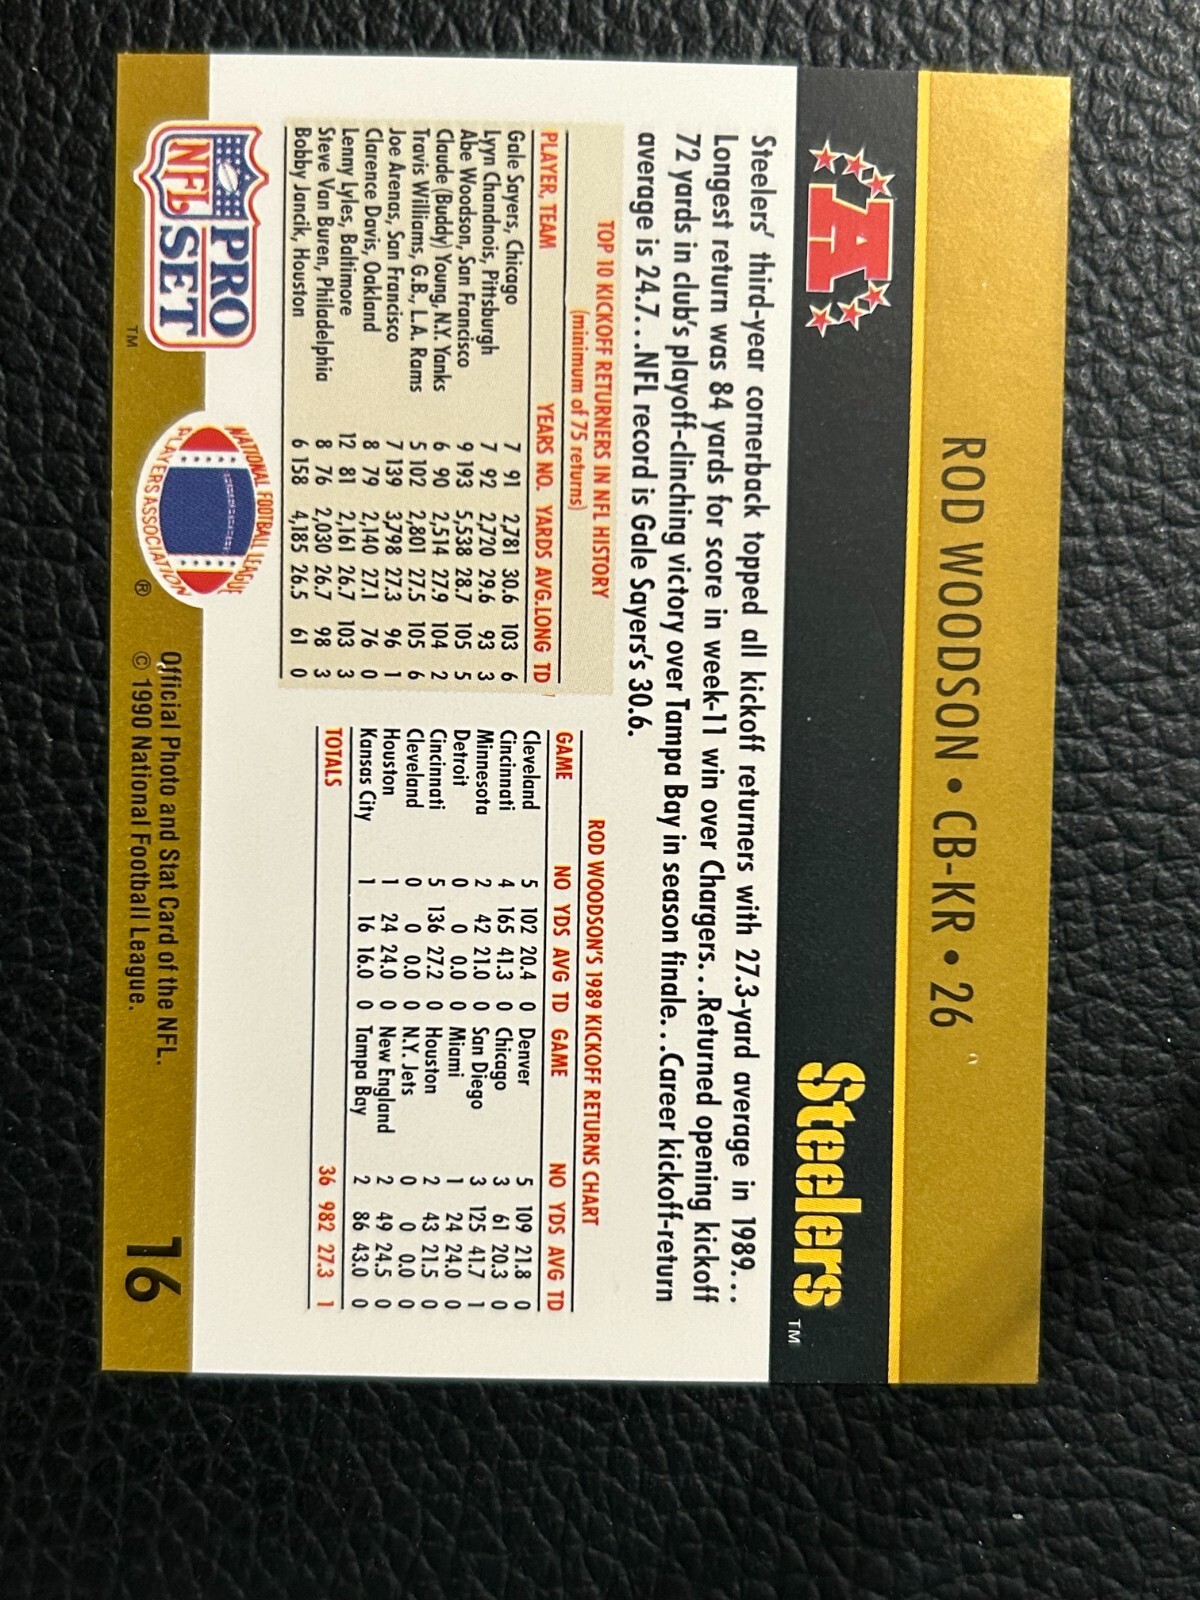 ROD WOODSON • CB-KR • 26
A
Steelers™
Steelers' third-year cornerback topped all kickoff returners with 27.3-yard average in 1989...
Longest return was 84 yards for score in week-11 win over Chargers...Returned opening kickoff
72 yards in club's playoff-clinching victory over Tampa Bay in season finale...Career kickoff-return
average is 24.7...NFL record is Gale Sayers's 30.6.
TOP 10 KICKOFF RETURNERS IN NFL HISTORY
(minimum of 75 returns)
PLAYER, TEAM YEARS NO. YARDS AVG. LONG TD
Gale Sayers, Chicago 7 91 2,781 30.6 103 6
Lyyn Chandnois, Pittsburgh 7 92 2,720 29.6 93 3
Abe Woodson, San Francisco 9 193 5,538 28.7 105 5
Claude (Buddy) Young, N.Y. Yanks 6 90 2,514 27.9 104 2
Travis Williams, G.B., L.A. Rams 5 102 2,801 27.5 105 6
Joe Arenas, San Francisco 7 139 3,798 27.3 96 1
Clarence Davis, Oakland 8 79 2,140 27.1 76 0
Lenny Lyles, Baltimore 12 81 2,161 26.7 103 3
Steve Van Buren, Philadelphia 8 76 2,030 26.7 98 3
Bobby Jancik, Houston 6 158 4,185 26.5 61 0
ROD WOODSON'S 1989 KICKOFF RETURNS CHART
GAME NO YDS AVG TD GAME NO YDS AVG TD
Cleveland 5 102 20.4 0 Denver 5 109 21.8 0
Cincinnati 4 165 41.3 0 Chicago 3 61 20.3 0
Minnesota 2 42 21.0 0 San Diego 3 125 41.7 1
Detroit 0 0 0.0 0 Miami 1 24 24.0 0
Cincinnati 5 136 27.2 0 Houston 2 43 21.5 0
Cleveland 0 0 0.0 0 N.Y. Jets 0 0 0.0 0
Houston 1 24 24.0 0 New England 2 49 24.5 0
Kansas City 1 16 16.0 0 Tampa Bay 2 86 43.0 0
TOTALS 36 982 27.3 1
NFL PRO SET ™
NATIONAL FOOTBALL LEAGUE
PLAYERS ASSOCIATION ®
Official Photo and Stat Card of the NFL.
© 1990 National Football League.
16